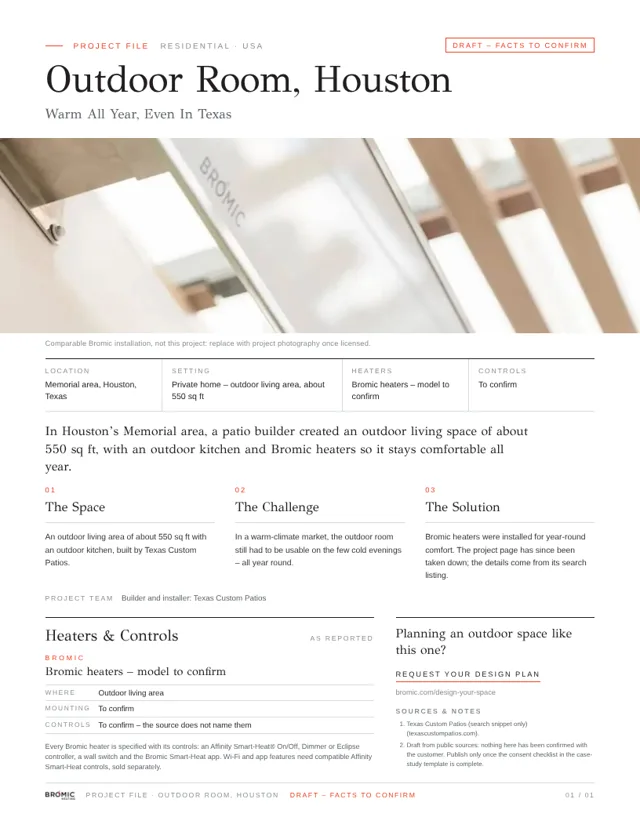 PROJECT FILE RESIDENTIAL · USA
DRAFT – FACTS TO CONFIRM
Outdoor Room, Houston
Warm All Year, Even In Texas
BROMIC
Comparable Bromic installation, not this project: replace with project photography once licensed.
LOCATION
Memorial area, Houston,
Texas
SETTING
Private home – outdoor living area, about
550 sq ft
HEATERS
Bromic heaters – model to
confirm
CONTROLS
To confirm
In Houston's Memorial area, a patio builder created an outdoor living space of about
550 sq ft, with an outdoor kitchen and Bromic heaters so it stays comfortable all
year.
01
The Space
An outdoor living area of about 550 sq ft with
an outdoor kitchen, built by Texas Custom
Patios.
02
The Challenge
In a warm-climate market, the outdoor room
still had to be usable on the few cold evenings
– all year round.
03
The Solution
Bromic heaters were installed for year-round
comfort. The project page has since been
taken down; the details come from its search
listing.
PROJECT TEAM Builder and installer: Texas Custom Patios
Heaters & Controls
AS REPORTED
BROMIC
Bromic heaters – model to confirm
WHERE Outdoor living area
MOUNTING To confirm
CONTROLS To confirm – the source does not name them
Every Bromic heater is specified with its controls: an Affinity Smart-Heat® On/Off, Dimmer or Eclipse
controller, a wall switch and the Bromic Smart-Heat app. Wi-Fi and app features need compatible Affinity
Smart-Heat controls, sold separately.
Planning an outdoor space like
this one?
REQUEST YOUR DESIGN PLAN
bromic.com/design-your-space
SOURCES & NOTES
1. Texas Custom Patios (search snippet only)
(texascustompatios.com).
2. Draft from public sources: nothing here has been confirmed with
the customer. Publish only once the consent checklist in the case-
study template is complete.
BROMIC
HEATING
PROJECT FILE · OUTDOOR ROOM, HOUSTON DRAFT – FACTS TO CONFIRM
01 / 01